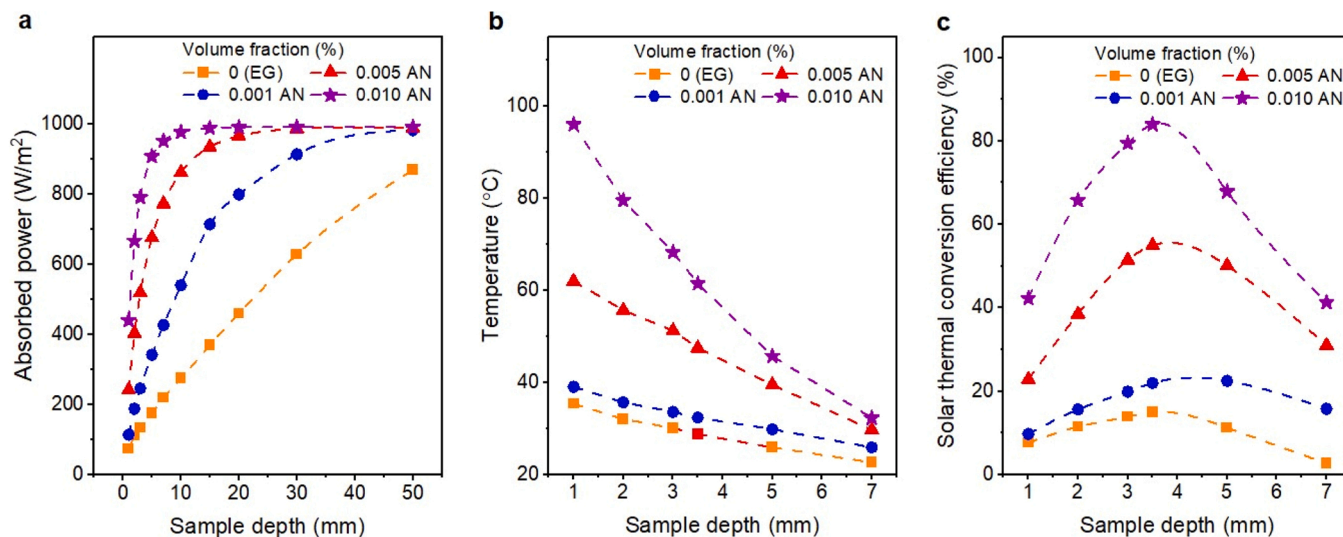 a
Volume fraction (%)
0 (EG) 0.005 AN
0.001 AN 0.010 AN
Absorbed power (W/m²)
1000
800
600
400
200
0
0 10 20 30 40 50
Sample depth (mm)
b
Volume fraction (%)
0 (EG) 0.005 AN
0.001 AN 0.010 AN
Temperature (°C)
100
80
60
40
20
1 2 3 4 5 6 7
Sample depth (mm)
c
Volume fraction (%)
0 (EG) 0.005 AN
0.001 AN 0.010 AN
Solar thermal conversion efficiency (%)
100
80
60
40
20
0
1 2 3 4 5 6 7
Sample depth (mm)